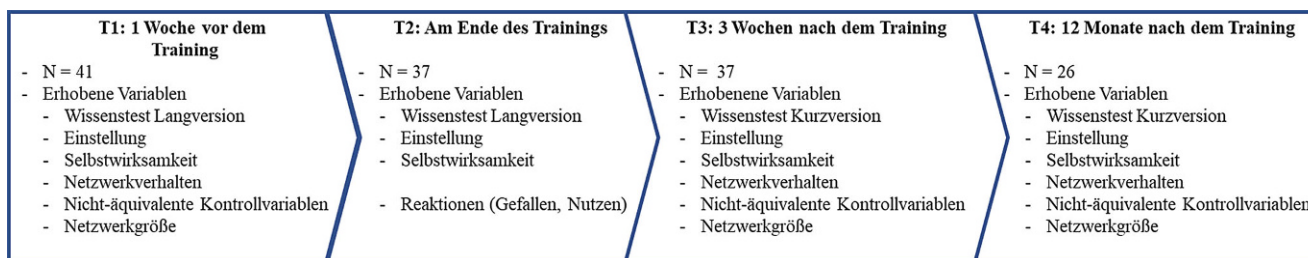 T1: 1 Woche vor dem
Training
- N = 41
- Erhobene Variablen
- Wissenstest Langversion
- Einstellung
- Selbstwirksamkeit
- Netzwerkverhalten
- Nicht-äquivalente Kontrollvariablen
- Netzwerkgröße
T2: Am Ende des Trainings
- N = 37
- Erhobene Variablen
- Wissenstest Langversion
- Einstellung
- Selbstwirksamkeit
- Reaktionen (Gefallen, Nutzen)
T3: 3 Wochen nach dem Training
- N = 37
- Erhobenene Variablen
- Wissenstest Kurzversion
- Einstellung
- Selbstwirksamkeit
- Netzwerkverhalten
- Nicht-äquivalente Kontrollvariablen
- Netzwerkgröße
T4: 12 Monate nach dem Training
- N = 26
- Erhobene Variablen
- Wissenstest Kurzversion
- Einstellung
- Selbstwirksamkeit
- Netzwerkverhalten
- Nicht-äquivalente Kontrollvariablen
- Netzwerkgröße